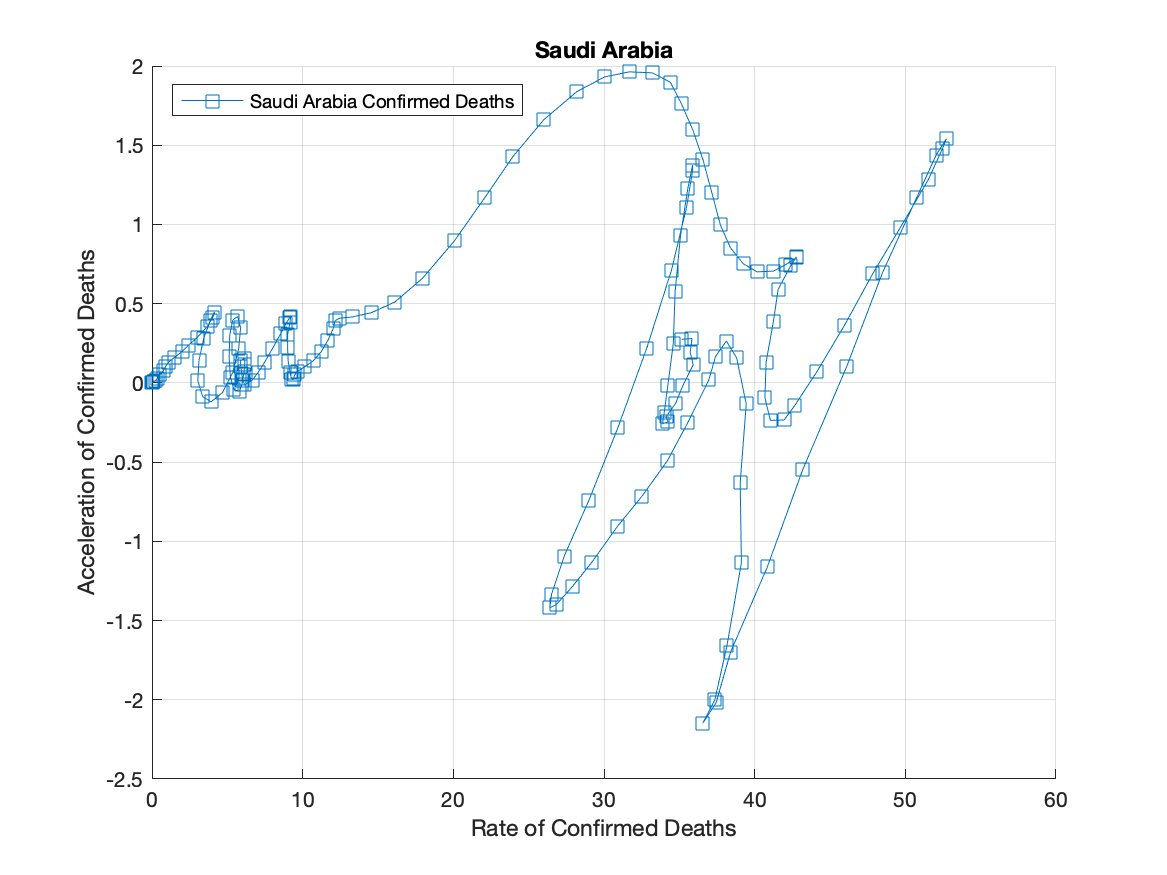 Saudi Arabia
Saudi Arabia Confirmed Deaths
2
1.5
1
0.5
0
-0.5
-1
-1.5
-2
-2.5
Acceleration of Confirmed Deaths
0 10 20 30 40 50 60
Rate of Confirmed Deaths